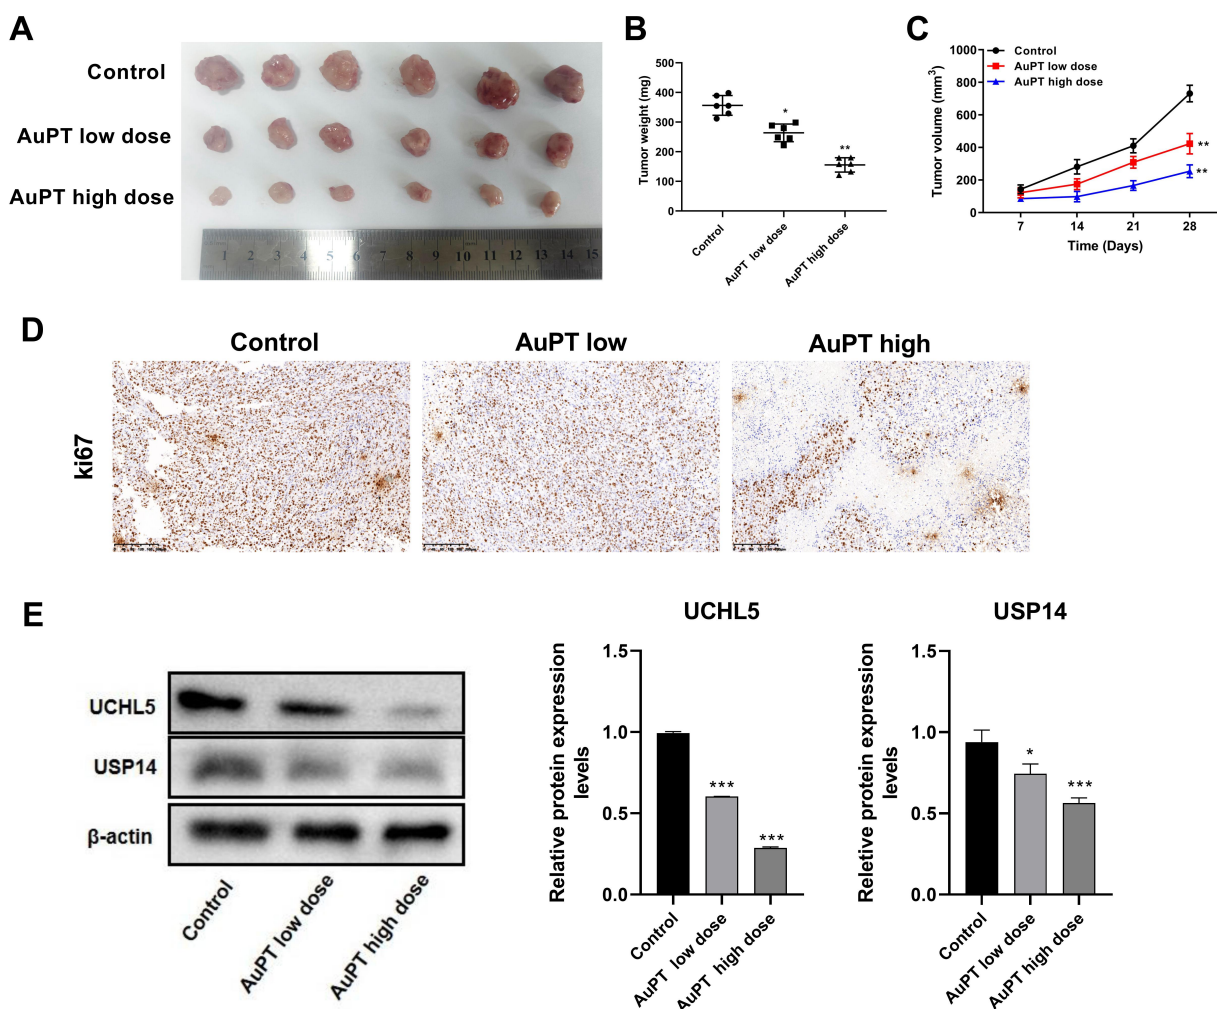 A
Control
AuPT low dose
AuPT high dose
1 2 3 4 5 6 7 8 9 10 11 12 13 14 15
B
Tumor weight (mg)
500
400
300
200
100
0
*
**
Control
AuPT low dose
AuPT high dose
C
Tumor volume (mm³)
1000
800
600
400
200
0
Control
AuPT low dose
AuPT high dose
**
**
7 14 21 28
Time (Days)
D
Control AuPT low AuPT high
ki67
E
UCHL5
USP14
β-actin
Control
AuPT low dose
AuPT high dose
UCHL5
Relative protein expression
levels
1.5
1.0
0.5
0.0
***
***
Control
AuPT low dose
AuPT high dose
USP14
Reletive protein expression
levels
1.5
1.0
0.5
0.0
*
***
Control
AuPT low dose
AuPT high dose